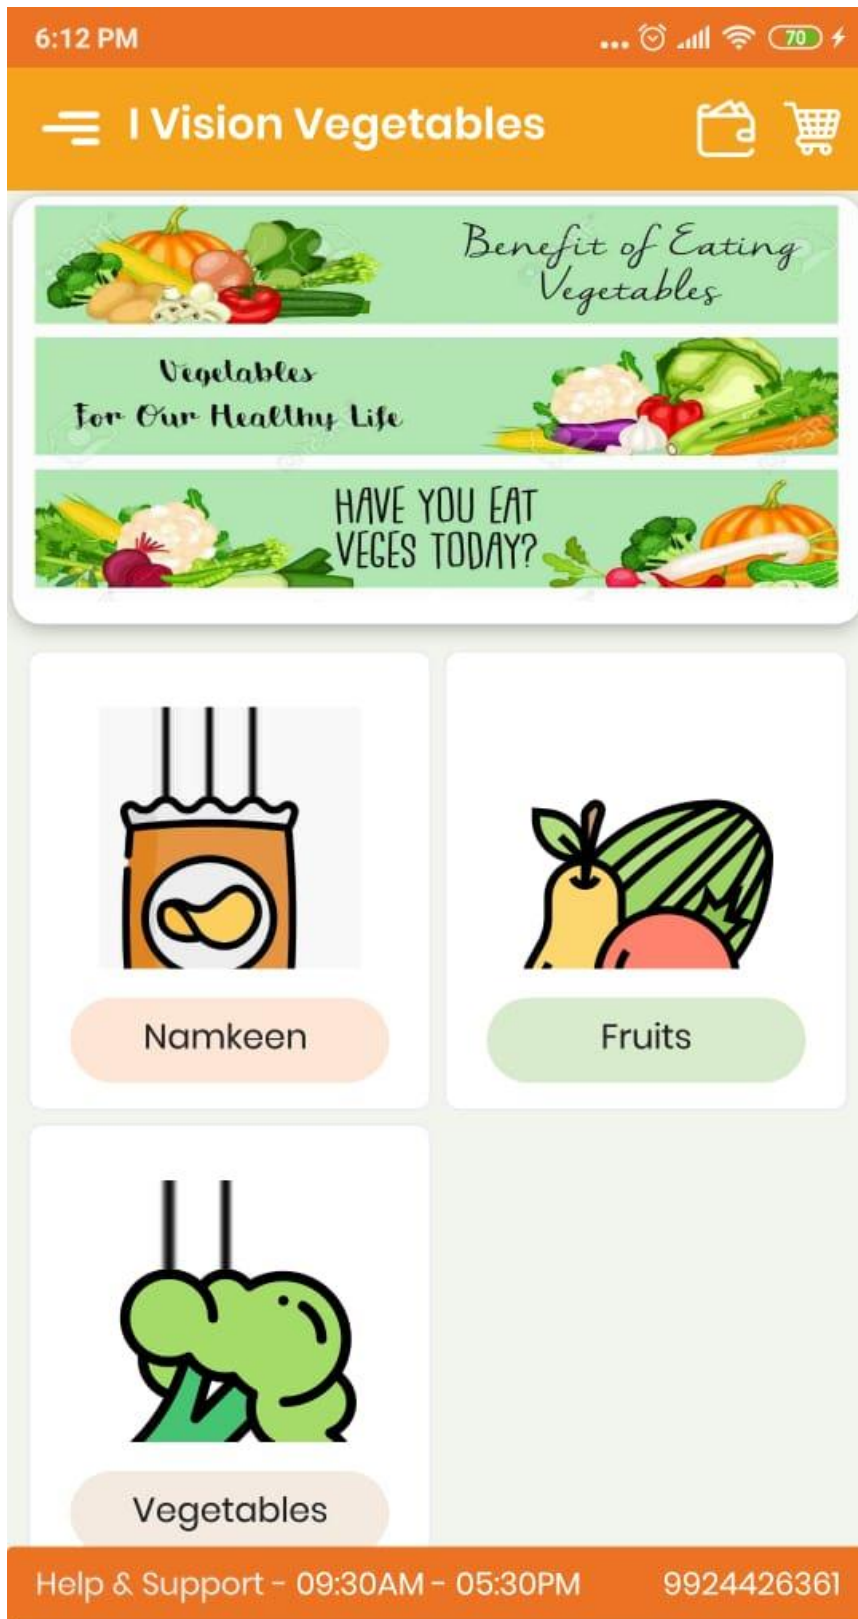 6:12 PM
70
I Vision Vegetables
Benefit of Eating
Vegetables
Vegetables
For Our Healthy Life
HAVE YOU EAT
VEGES TODAY?
Namkeen
Fruits
Vegetables
Help & Support - 09:30AM - 05:30PM 9924426361